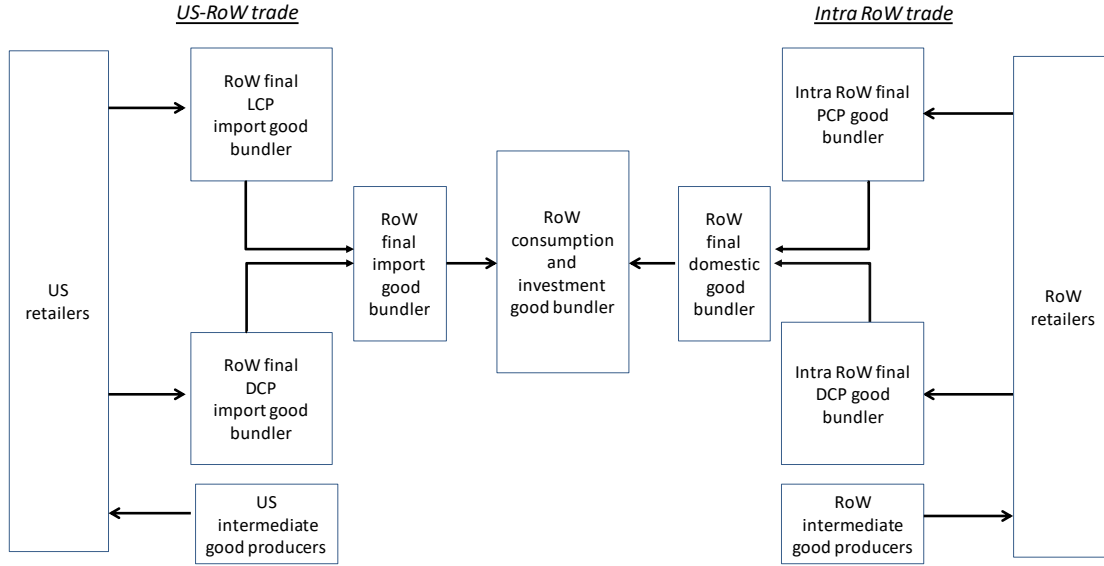 US-RoW trade
Intra RoW trade
US
retailers
RoW final
LCP
import good
bundler
RoW final
DCP
import good
bundler
US
intermediate
good producers
RoW
final
import
good
bundler
RoW
consumption
and
investment
good bundler
RoW
final
domestic
good
bundler
Intra RoW final
PCP good
bundler
Intra RoW final
DCP good
bundler
RoW
intermediate
good producers
RoW
retailers